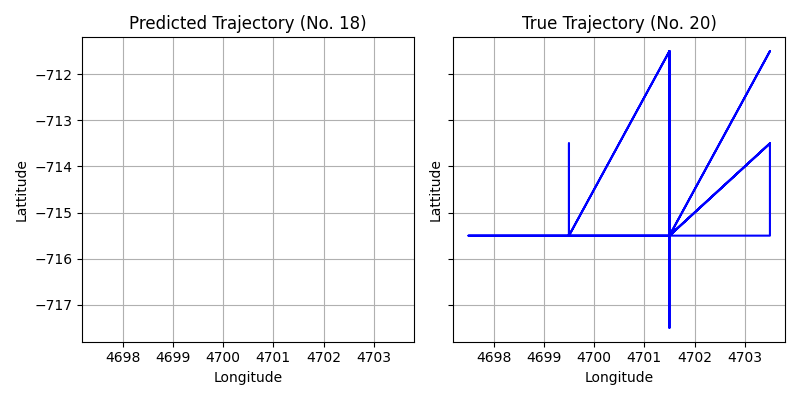 Predicted Trajectory (No. 18)
True Trajectory (No. 20)
Lattitude
−712
−713
−714
−715
−716
−717
4698 4699 4700 4701 4702 4703
Longitude
Lattitude
4698 4699 4700 4701 4702 4703
Longitude